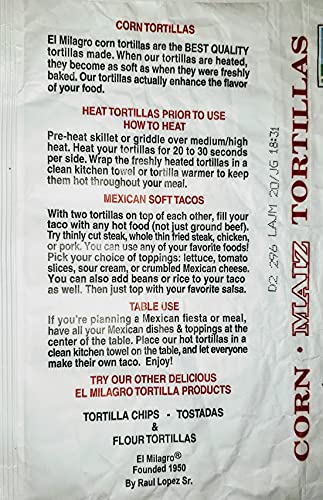 CORN TORTILLAS
El Milagro corn tortillas are the BEST QUALITY
tortillas made. When our tortillas are heated,
they become as soft as when they were freshly
baked. Our tortillas actually enhance the flavor
of your food.
HEAT TORTILLAS PRIOR TO USE
HOW TO HEAT
Pre-heat skillet or griddle over medium/high
heat. Heat your tortillas for 20 to 30 seconds
per side. Wrap the freshly heated tortillas in a
clean kitchen towel or tortilla warmer to keep
them hot throughout your meal.
MEXICAN SOFT TACOS
With two tortillas on top of each other, fill your
taco with any hot food (not just ground beef).
Try thinly cut steak, whole thin fried steak, chicken,
or pork. You can use any of your favorite foods!
Pick your choice of toppings: lettuce, tomato
slices, sour cream, or crumbled Mexican cheese.
You can also add beans or rice to your taco
as well. Then just top with your favorite salsa.
TABLE USE
If you're planning a Mexican fiesta or meal,
have all your Mexican dishes & toppings at the
center of the table. Place our hot tortillas in a
clean kitchen towel on the table, and let everyone
make their own taco. Enjoy!
TRY OUR OTHER DELICIOUS
EL MILAGRO TORTILLA PRODUCTS
TORTILLA CHIPS - TOSTADAS
&
FLOUR TORTILLAS
El Milagro®
Founded 1950
By Raul Lopez Sr.
D2 296 LAJM 20/JG 18:31
CORN • MAIZ TORTILLAS